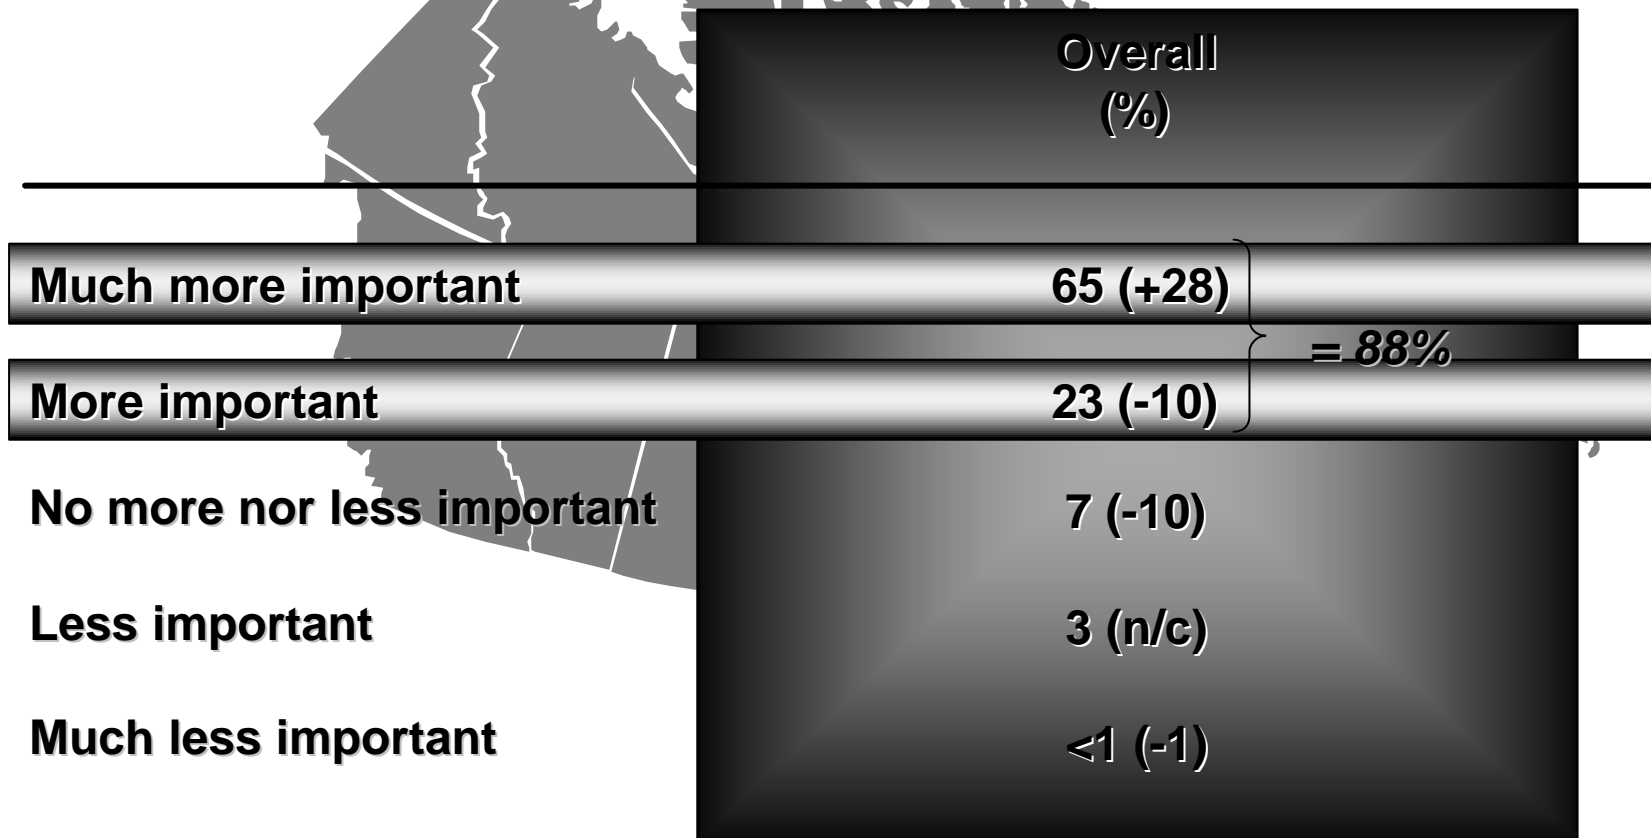 Overall
(%)
Much more important 65 (+28)
= 88%
More important 23 (-10)
No more nor less important 7 (-10)
Less important 3 (n/c)
Much less important <1 (-1)